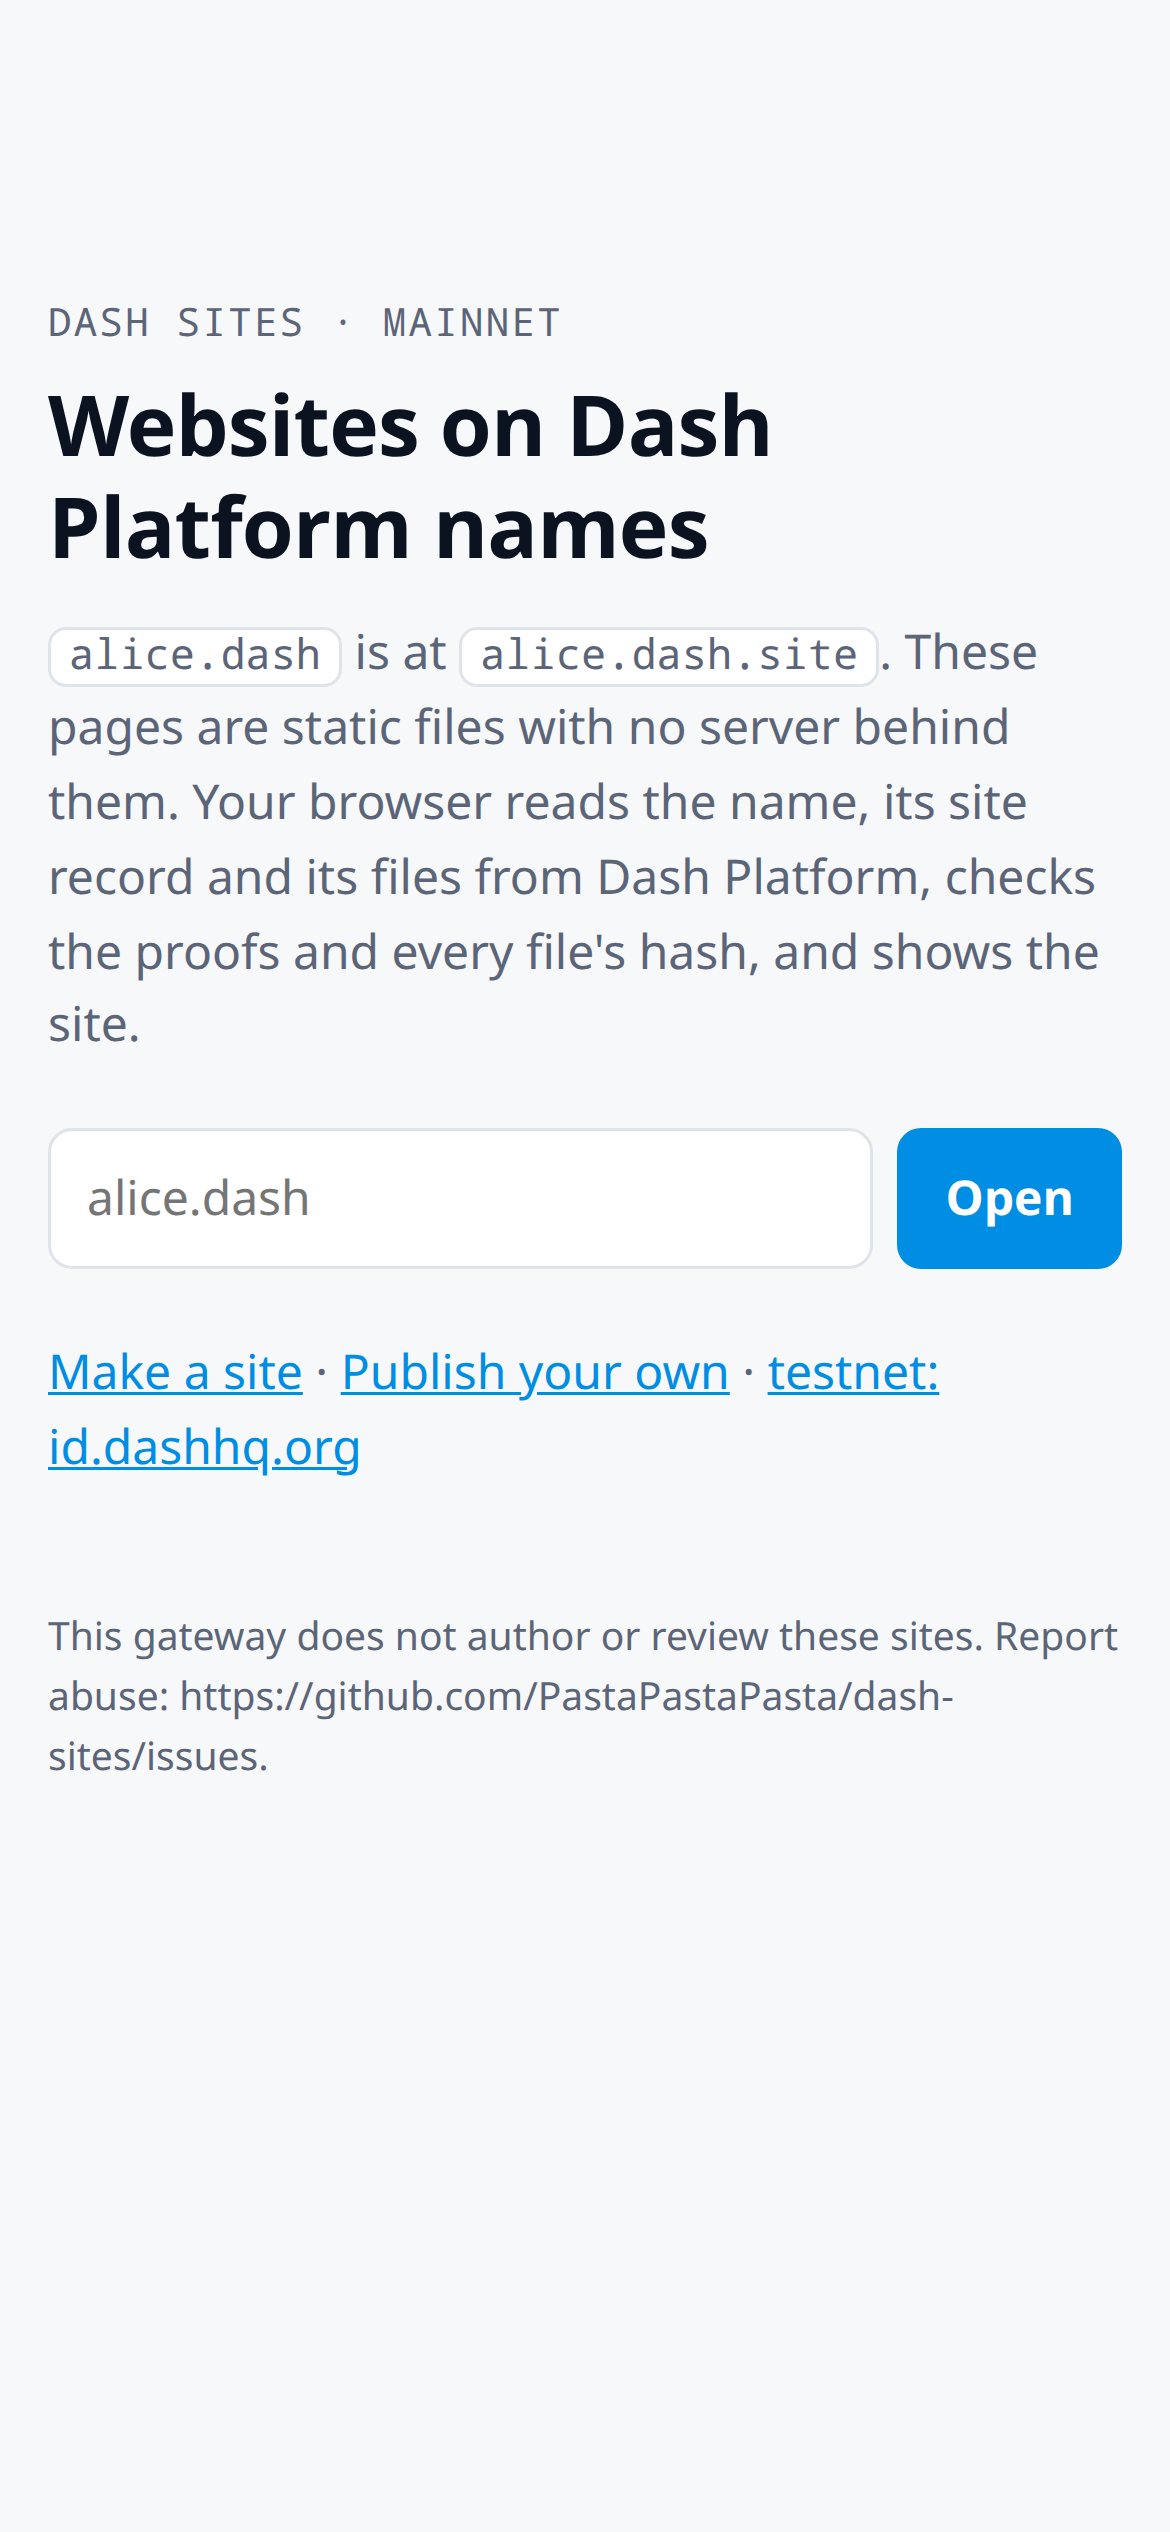 DASH SITES · MAINNET
Websites on Dash
Platform names
alice.dash is at alice.dash.site. These
pages are static files with no server behind
them. Your browser reads the name, its site
record and its files from Dash Platform, checks
the proofs and every file's hash, and shows the
site.
alice.dash Open
Make a site · Publish your own · testnet:
id.dashhq.org
This gateway does not author or review these sites. Report
abuse: https://github.com/PastaPastaPasta/dash-
sites/issues.